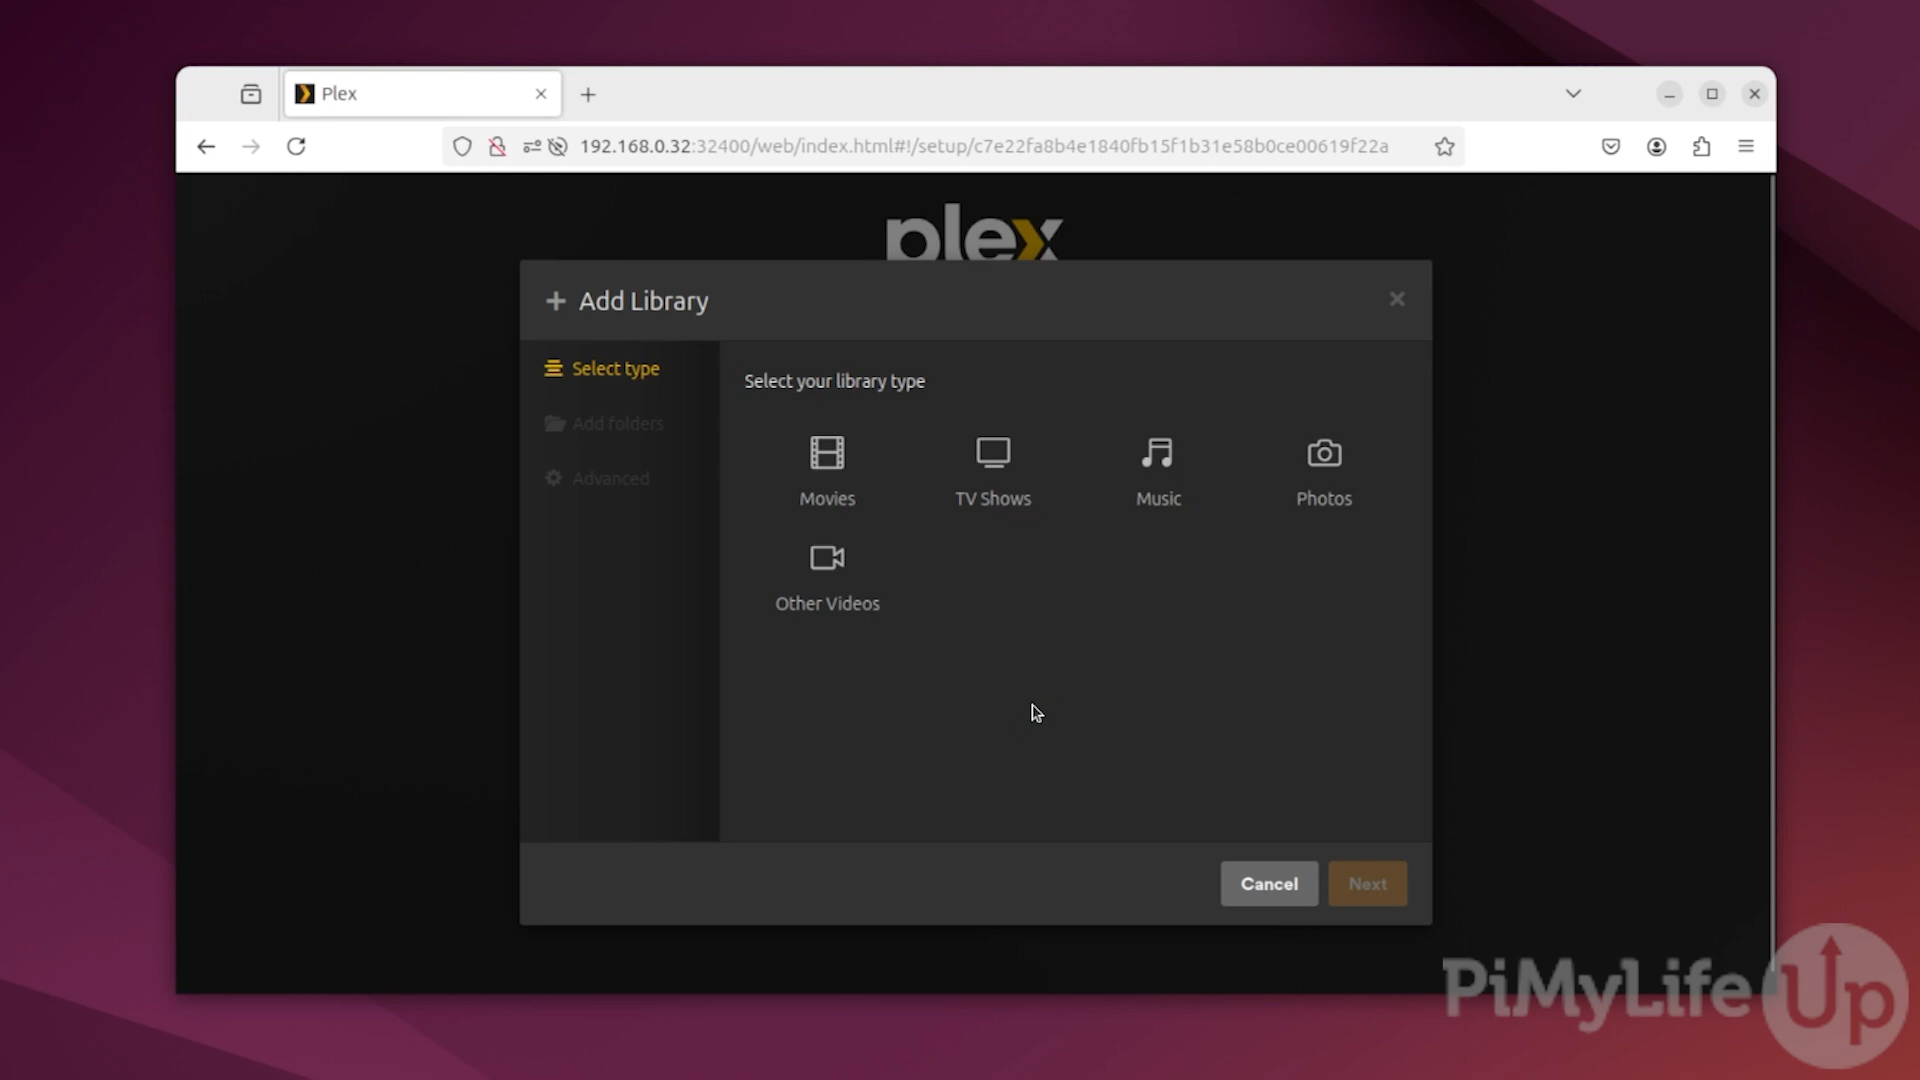 Plex
192.168.0.32:32400/web/index.html#!/setup/c7e22fa8b4e1840fb15f1b31e58b0ce00619f22a
plex
Add Library
Select type
Add folders
Advanced
Select your library type
Movies
TV Shows
Music
Photos
Other Videos
Cancel
Next
PiMyLifeUp